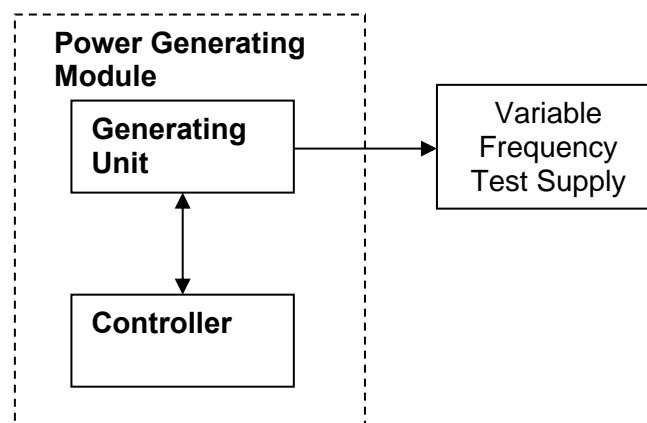 Power Generating
Module
Generating
Unit
Variable
Frequency
Test Supply
Controller